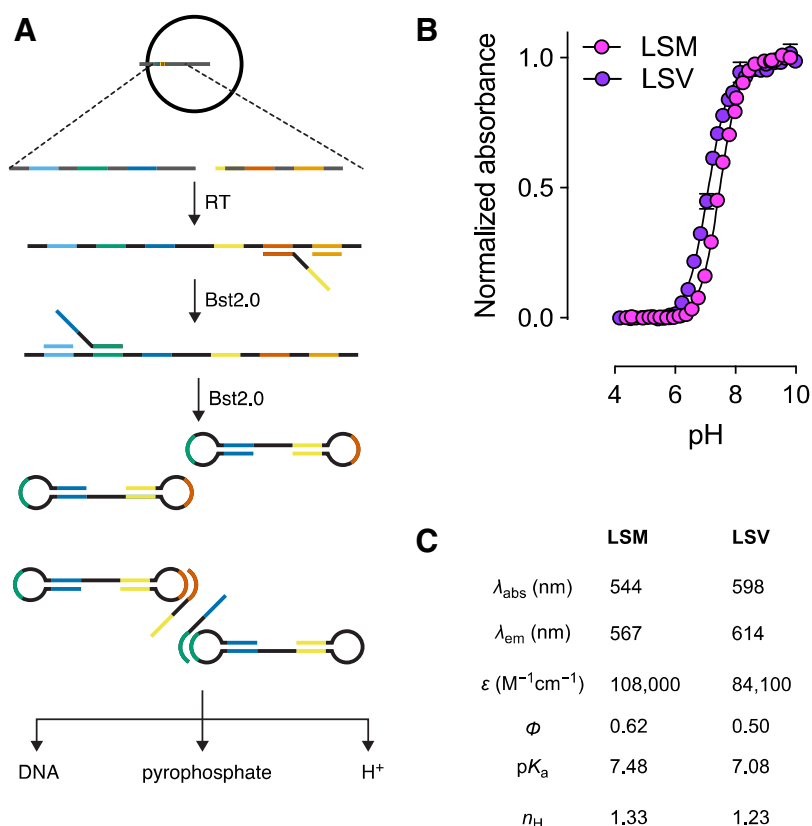 A
RT
Bst2.0
Bst2.0
DNA pyrophosphate H⁺
B
LSM
LSV
Normalized absorbance
1.0
0.5
0.0
4 6 8 10
pH
C
LSM LSV
λabs (nm) 544 598
λem (nm) 567 614
ε (M⁻¹cm⁻¹) 108,000 84,100
Φ 0.62 0.50
pKa 7.48 7.08
nH 1.33 1.23